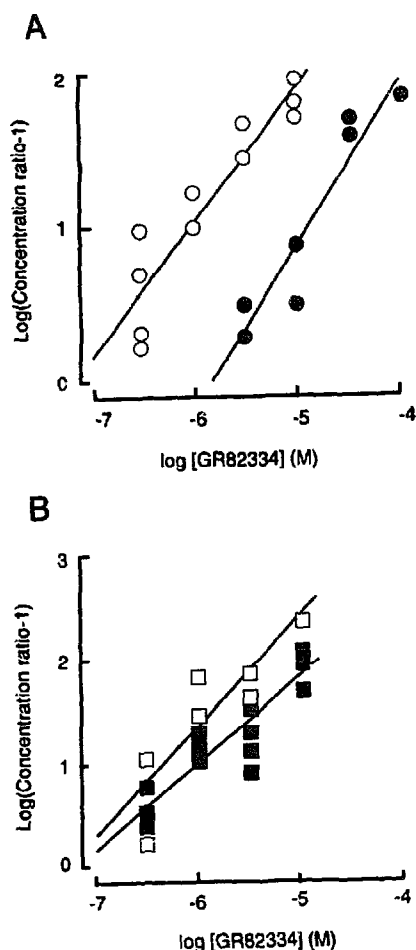 A
2
1
0
Log(Concentration ratio-1)
-7 -6 -5 -4
log [GR82334] (M)
B
3
2
1
0
Log(Concentration ratio-1)
-7 -6 -5 -4
log [GR82334] (M)